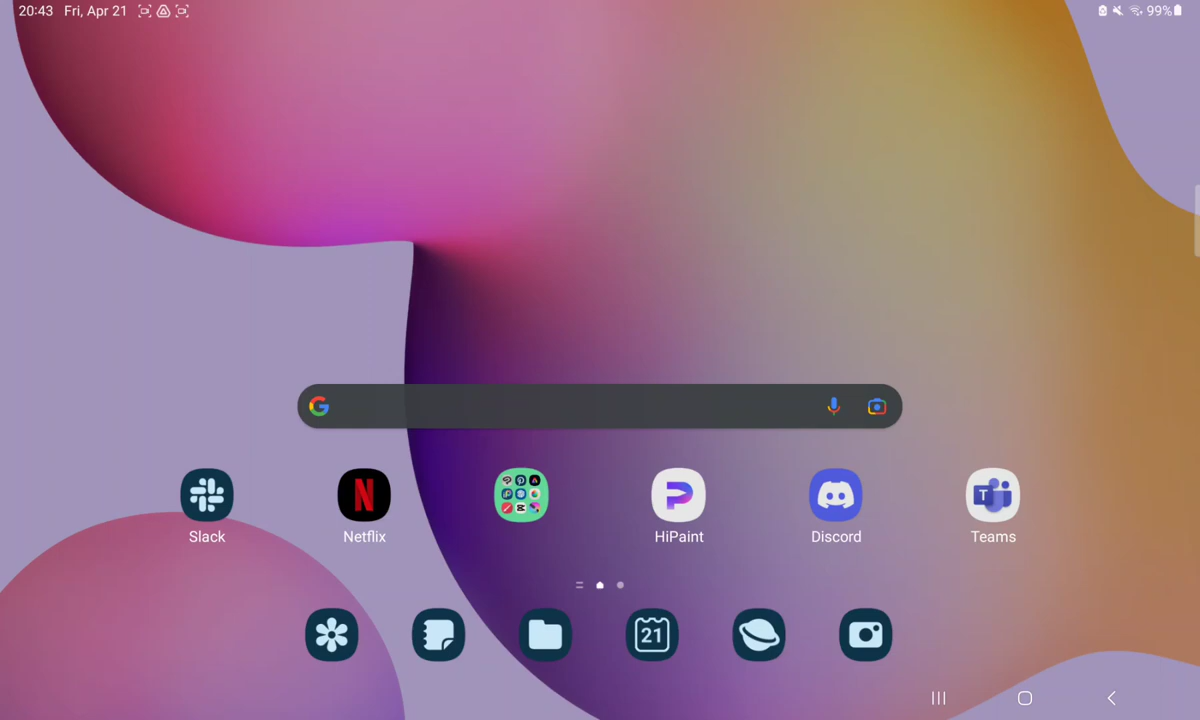 20:43 Fri, Apr 21
99%
Slack
Netflix
HiPaint
Discord
Teams
21